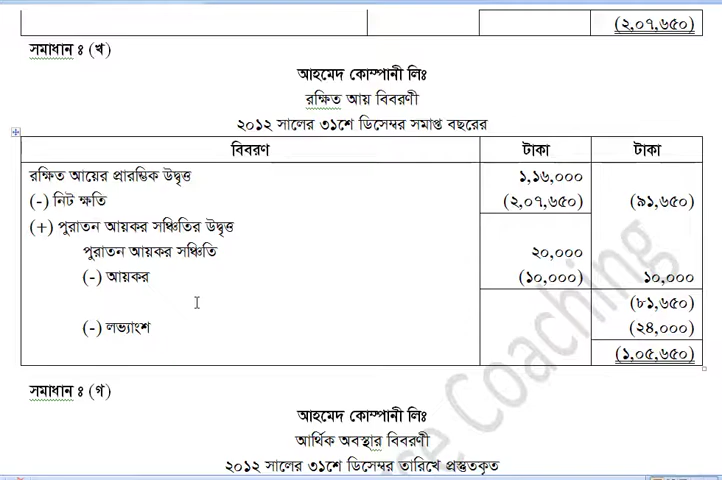 (২,০৭,৬৫০)
সমাধান ঃ (খ)
আহমেদ কোম্পানী লিঃ
রক্ষিত আয় বিবরণী
২০১২ সালের ৩১শে ডিসেম্বর সমাপ্ত বছরের
বিবরণ টাকা টাকা
রক্ষিত আয়ের প্রারম্ভিক উদ্বৃত্ত ১,১৬,০০০
(-) নিট ক্ষতি (২,০৭,৬৫০) (৯১,৬৫০)
(+) পুরাতন আয়কর সঞ্চিতির উদ্বৃত্ত
পুরাতন আয়কর সঞ্চিতি ২০,০০০
(-) আয়কর (১০,০০০) ১০,০০০
(৮১,৬৫০)
(-) লভ্যাংশ (২৪,০০০)
(১,০৫,৬৫০)
সমাধান ঃ (গ)
আহমেদ কোম্পানী লিঃ
আর্থিক অবস্থার বিবরণী
২০১২ সালের ৩১শে ডিসেম্বর তারিখে প্রস্তুতকৃত
Coaching